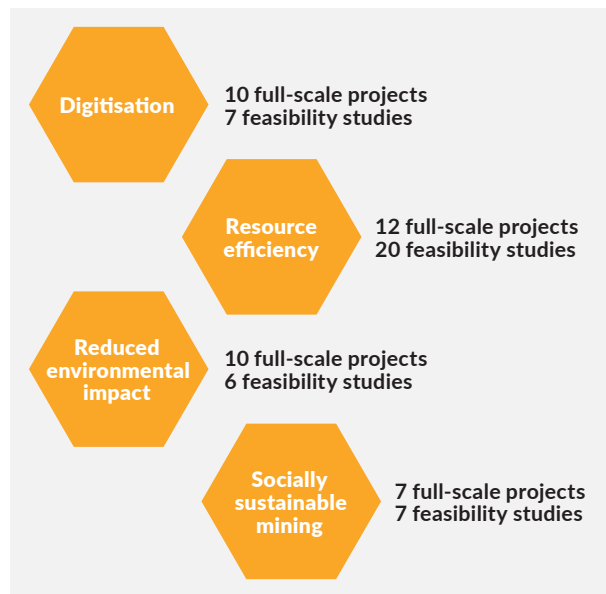 Digitisation
10 full-scale projects
7 feasibility studies
Resource
efficiency
12 full-scale projects
20 feasibility studies
Reduced
environmental
impact
10 full-scale projects
6 feasibility studies
Socially
sustainable
mining
7 full-scale projects
7 feasibility studies